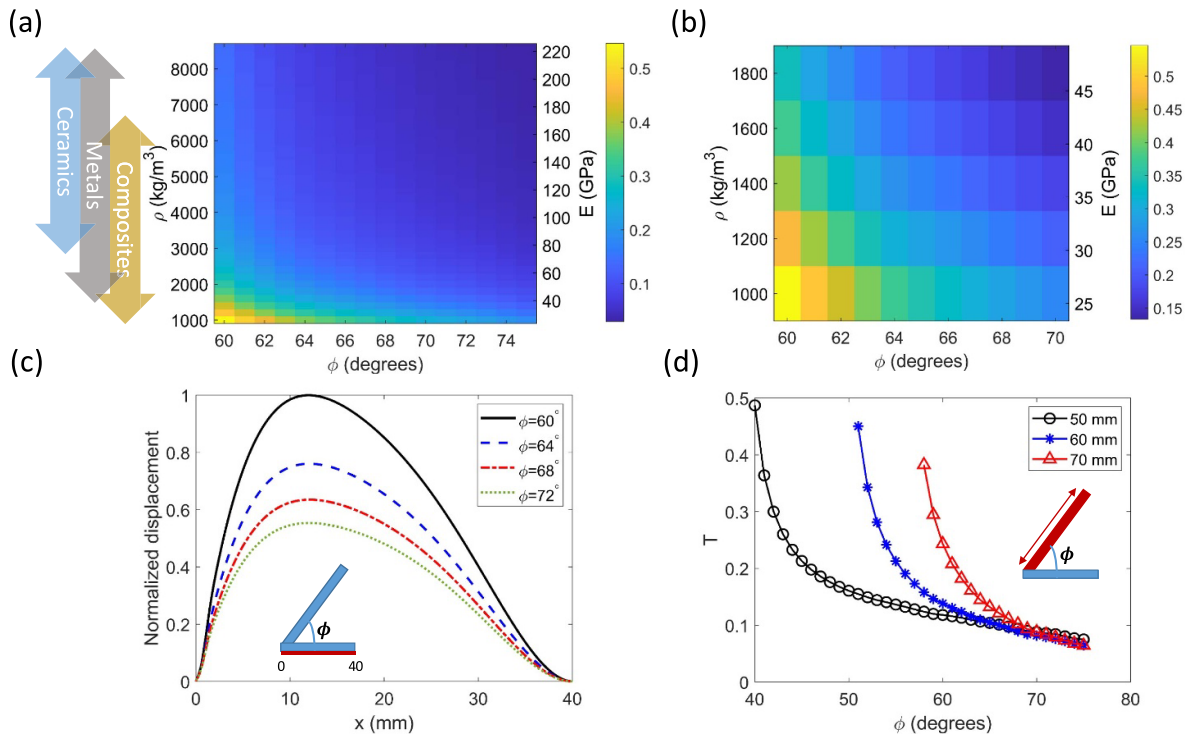 (a)
Ceramics
Metals
Composites
ρ (kg/m³)
8000
7000
6000
5000
4000
3000
2000
1000
60 62 64 66 68 70 72 74
ϕ (degrees)
220
200
180
160
140
120
100
80
60
40
E (GPa)
0.5
0.4
0.3
0.2
0.1
(b)
ρ (kg/m³)
1800
1600
1400
1200
1000
60 62 64 66 68 70
ϕ (degrees)
45
40
35
30
25
E (GPa)
0.5
0.45
0.4
0.35
0.3
0.25
0.2
0.15
(c)
Normalized displacement
1
0.8
0.6
0.4
0.2
0
0 10 20 30 40
x (mm)
ϕ=60°
ϕ=64°
ϕ=68°
ϕ=72°
ϕ
0 40
(d)
T
0.5
0.4
0.3
0.2
0.1
0
40 50 60 70 80
ϕ (degrees)
50 mm
60 mm
70 mm
ϕ